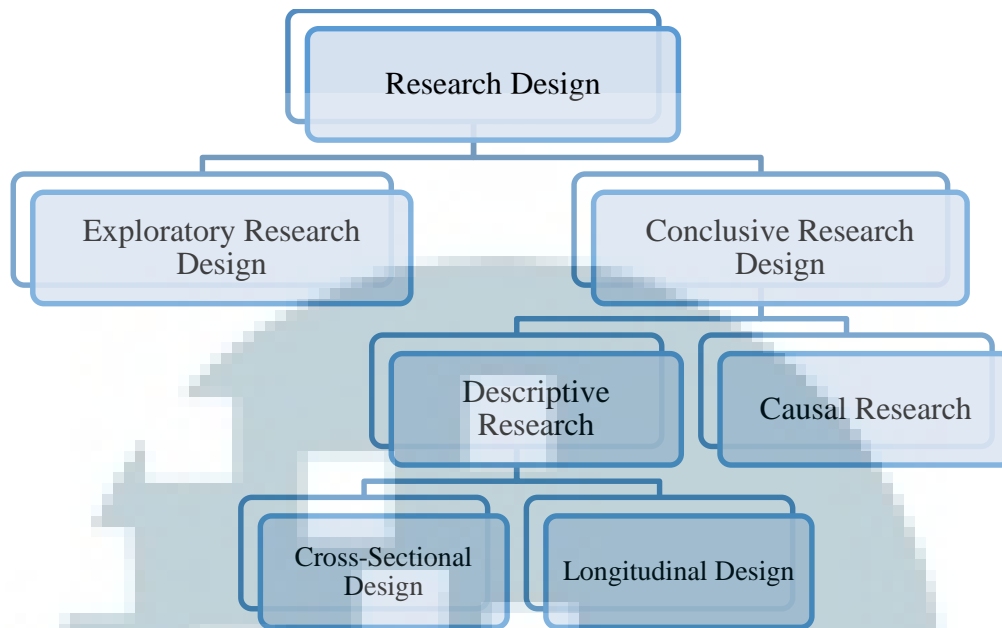 Research Design
Exploratory Research
Design
Conclusive Research
Design
Descriptive
Research
Causal Research
Cross-Sectional
Design
Longitudinal Design